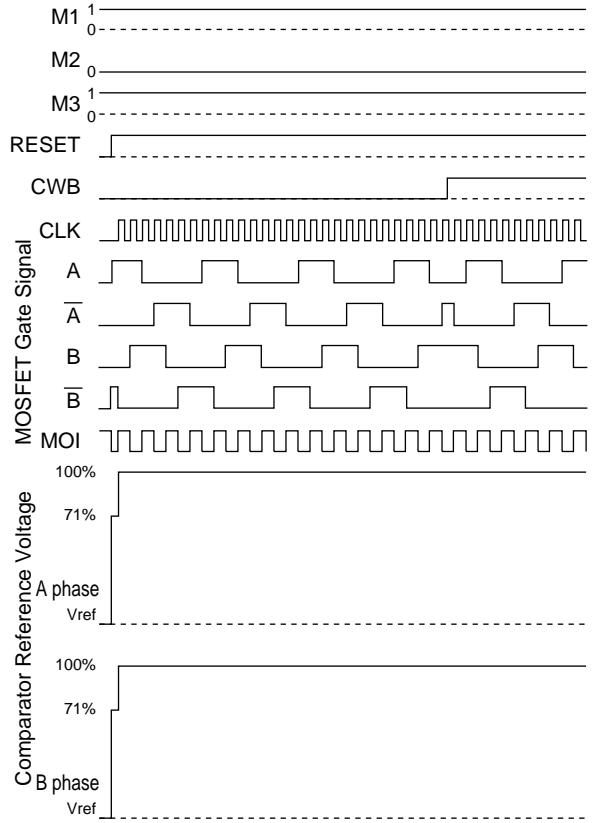 M1 1
0
M2
0
M3 1
0
RESET
CWB
CLK
MOSFET Gate Signal
A
A̅
B
B̅
MOI
Comparator Reference Voltage
100%
71%
A phase
Vref
100%
71%
B phase
Vref